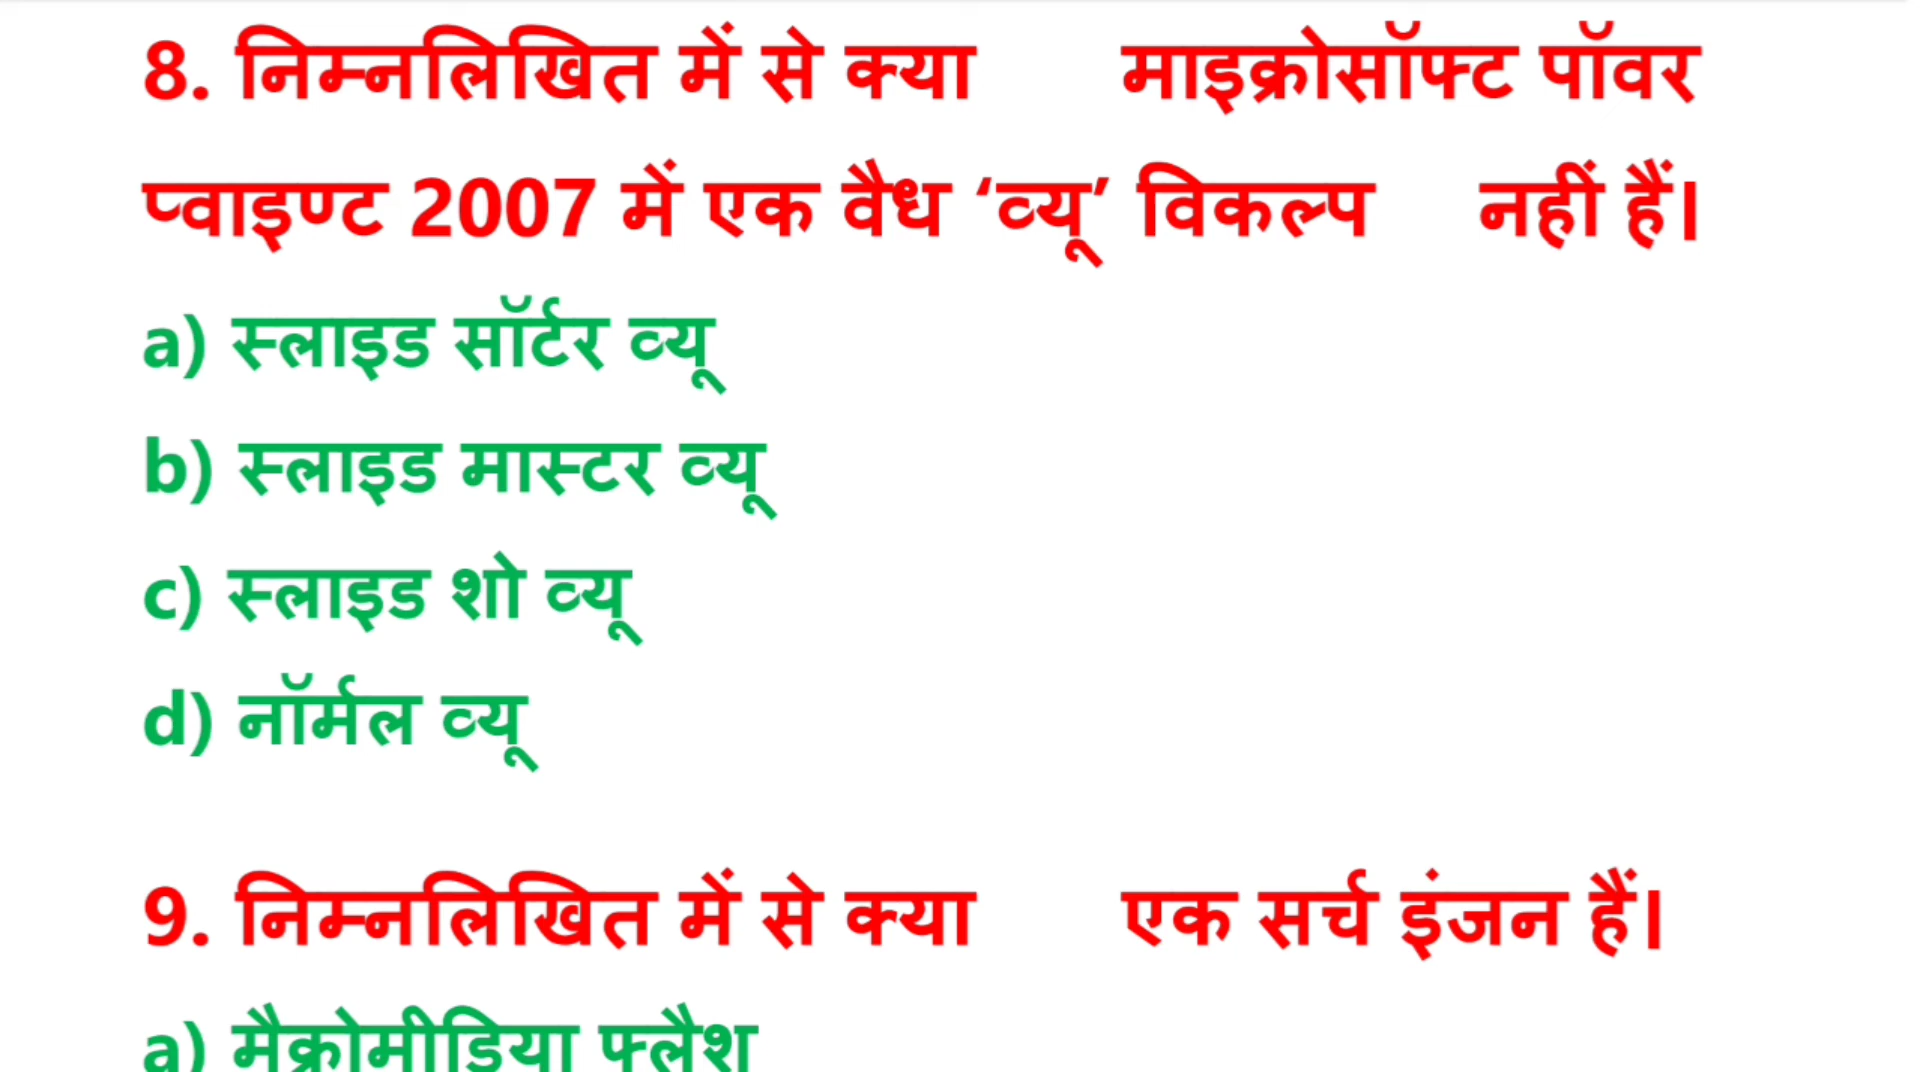 8. निम्नलिखित में से क्या माइक्रोसॉफ्ट पॉवर
प्वाइण्ट 2007 में एक वैध ‘व्यू’ विकल्प नहीं हैं।
a) स्लाइड सॉर्टर व्यू
b) स्लाइड मास्टर व्यू
c) स्लाइड शो व्यू
d) नॉर्मल व्यू
9. निम्नलिखित में से क्या एक सर्च इंजन हैं।
a) मैक्रोमीडिया फ्लैश